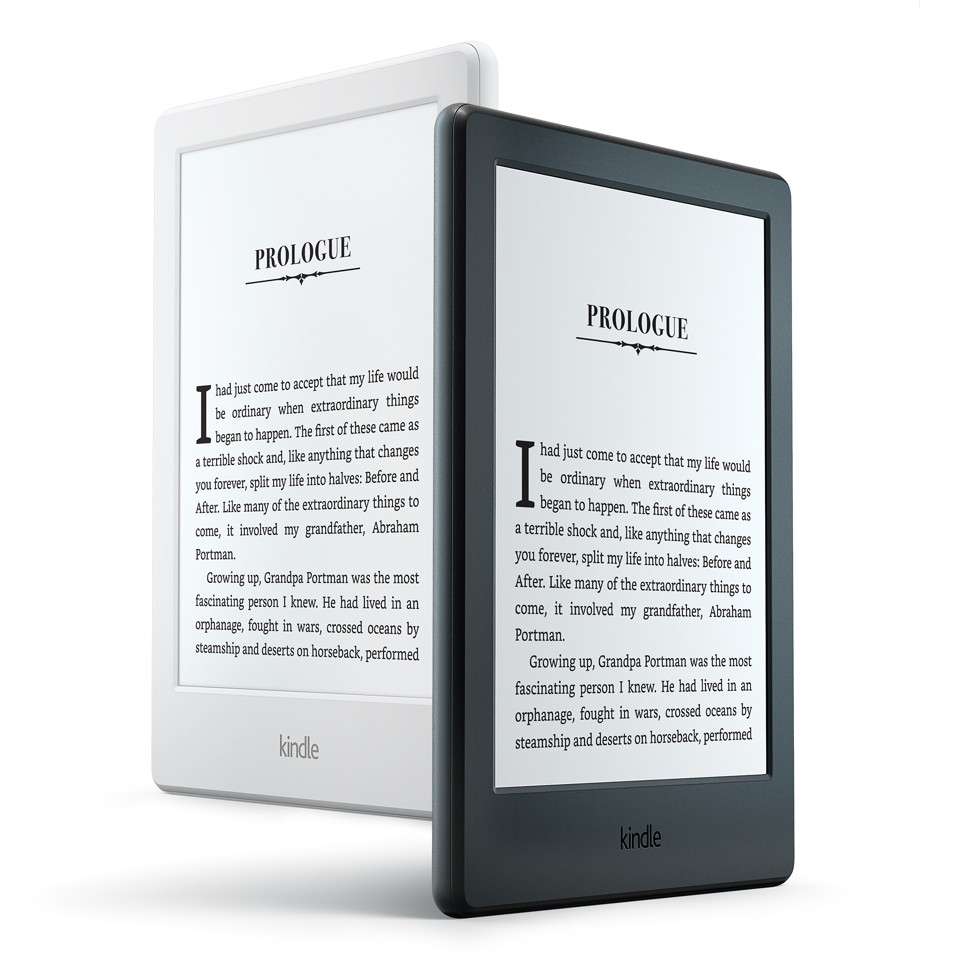 PROLOGUE
I had just come to accept that my life would
be ordinary when extraordinary things
began to happen. The first of these came as
a terrible shock and, like anything that changes
you forever, split my life into halves: Before and
After. Like many of the extraordinary things to
come, it involved my grandfather, Abraham
Portman.
Growing up, Grandpa Portman was the most
fascinating person I knew. He had lived in an
orphanage, fought in wars, crossed oceans by
steamship and deserts on horseback, performed
kindle
PROLOGUE
I had just come to accept that my life would
be ordinary when extraordinary things
began to happen. The first of these came as
a terrible shock and, like anything that changes
you forever, split my life into halves: Before and
After. Like many of the extraordinary things to
come, it involved my grandfather, Abraham
Portman.
Growing up, Grandpa Portman was the most
fascinating person I knew. He had lived in an
orphanage, fought in wars, crossed oceans by
steamship and deserts on horseback, performed
kindle